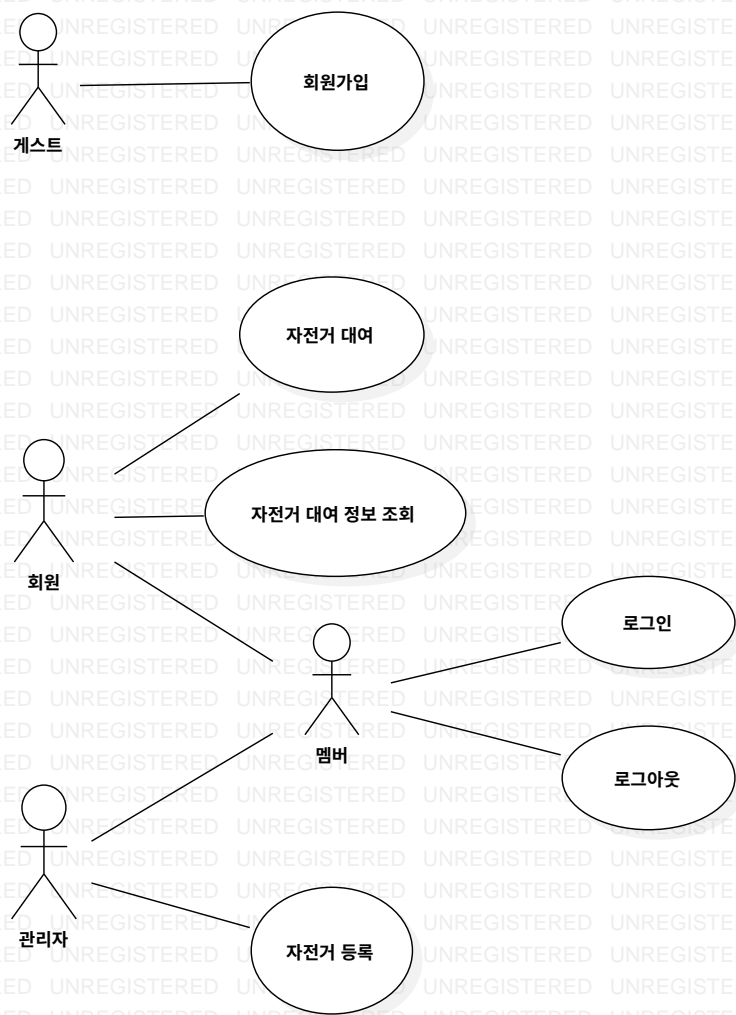 회원가입
게스트
자전거 대여
자전거 대여 정보 조회
회원
로그인
멤버
로그아웃
관리자
자전거 등록
UNREGISTERED